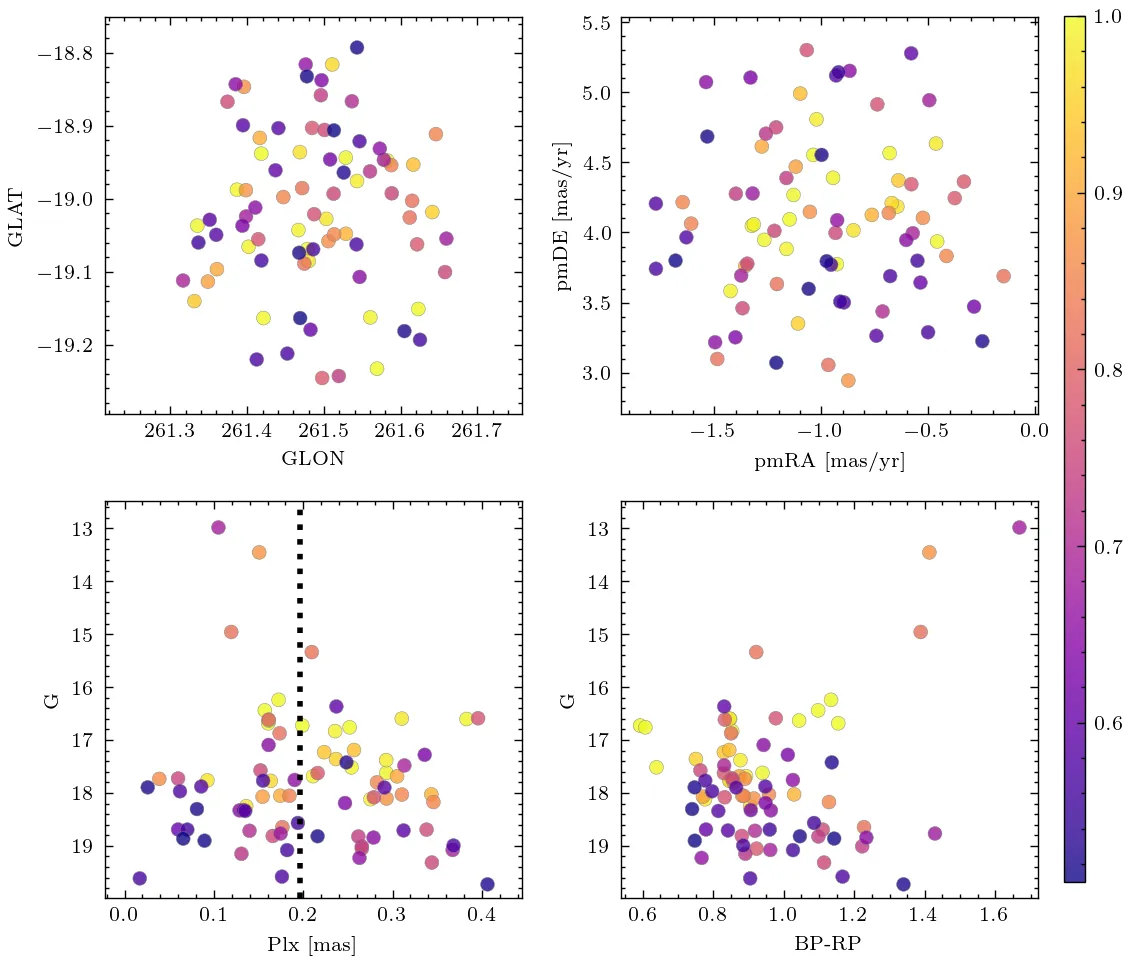 −18.8
−18.9
−19.0
−19.1
−19.2
GLAT
261.3 261.4 261.5 261.6 261.7
GLON
5.5
5.0
4.5
4.0
3.5
3.0
pmDE [mas/yr]
−1.5 −1.0 −0.5 0.0
pmRA [mas/yr]
1.0
0.9
0.8
0.7
0.6
13
14
15
16
17
18
19
G
0.0 0.1 0.2 0.3 0.4
Plx [mas]
13
14
15
16
17
18
19
G
0.6 0.8 1.0 1.2 1.4 1.6
BP-RP